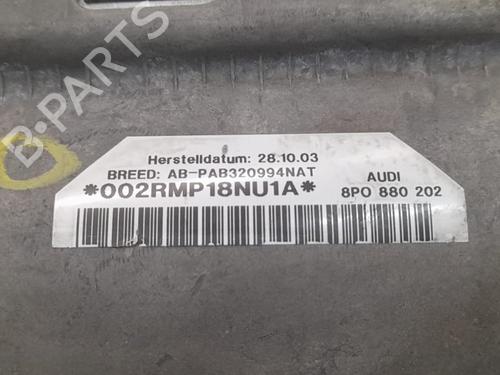 Herstelldatum: 28.10.03
BREED: AB-PAB320994NAT
*002RMP18NU1A*
AUDI
8P0 880 202
B-PARTS